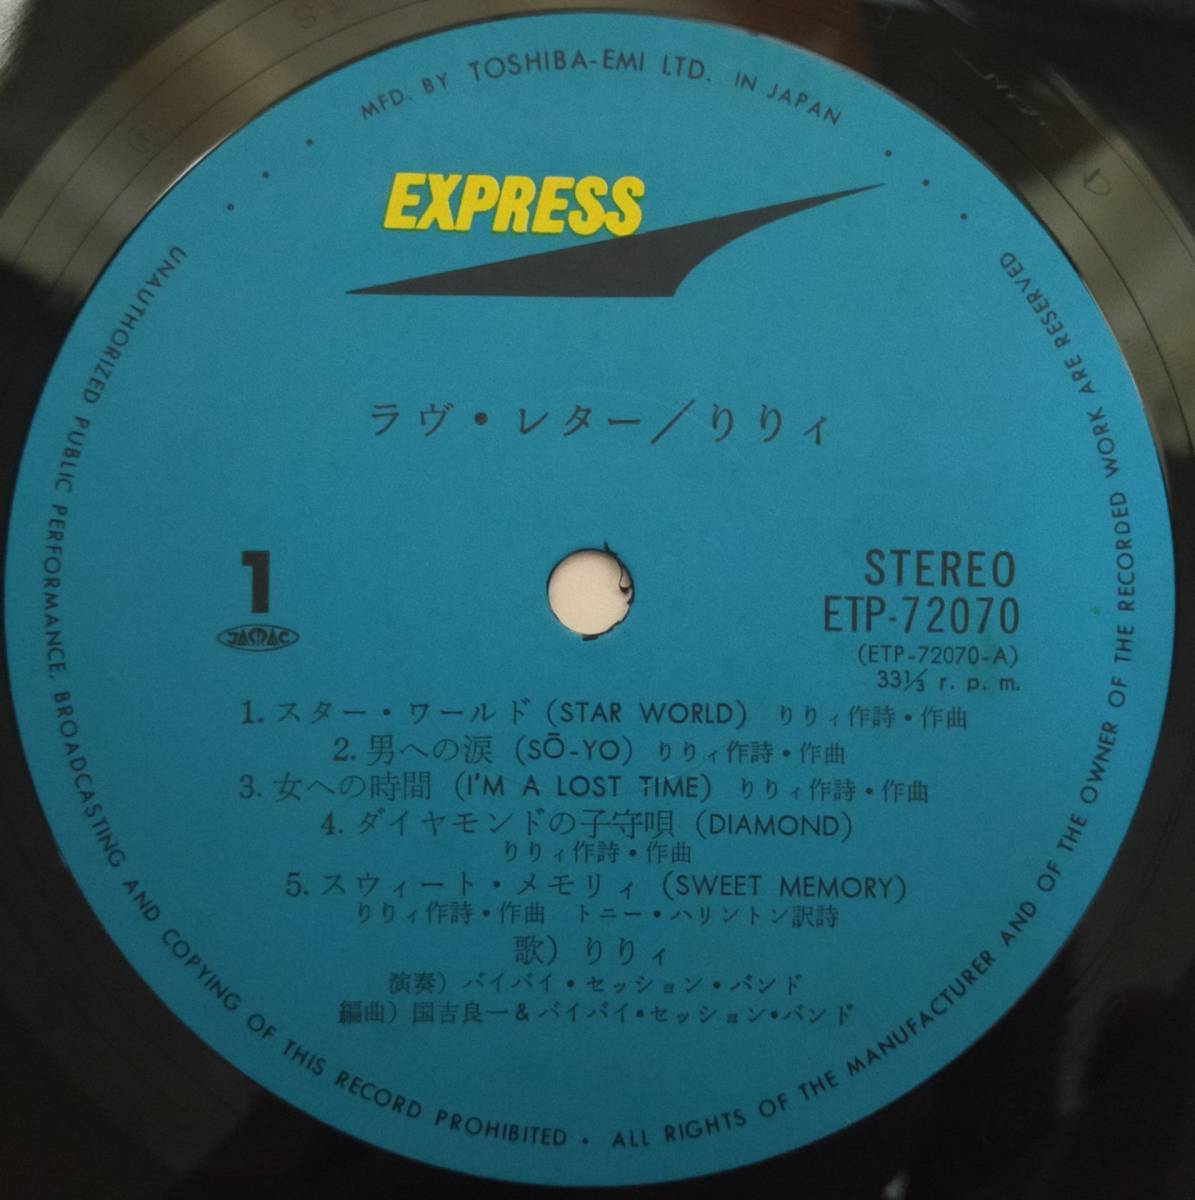 MFD. BY TOSHIBA-EMI LTD. IN JAPAN
EXPRESS
ラヴ・レター／りりィ
1
JASRAC
STEREO
ETP-72070
(ETP-72070-A)
33⅓ r. p. m.
1. スター・ワールド (STAR WORLD) りりィ作詩・作曲
2. 男への涙 (SŌ-YO) りりィ作詩・作曲
3. 女への時間 (I'M A LOST TIME) りりィ作詩・作曲
4. ダイヤモンドの子守唄 (DIAMOND)
りりィ作詩・作曲
5. スウィート・メモリィ (SWEET MEMORY)
りりィ作詩・作曲 トニー・ハリントン訳詩
歌) りりィ
演奏) バイバイ・セッション・バンド
編曲) 国吉良一 & バイバイ・セッション・バンド
UNAUTHORIZED PUBLIC PERFORMANCE, BROADCASTING AND COPYING OF THIS RECORD PROHIBITED • ALL RIGHTS OF THE MANUFACTURER AND OF THE OWNER OF THE RECORDED WORK ARE RESERVED